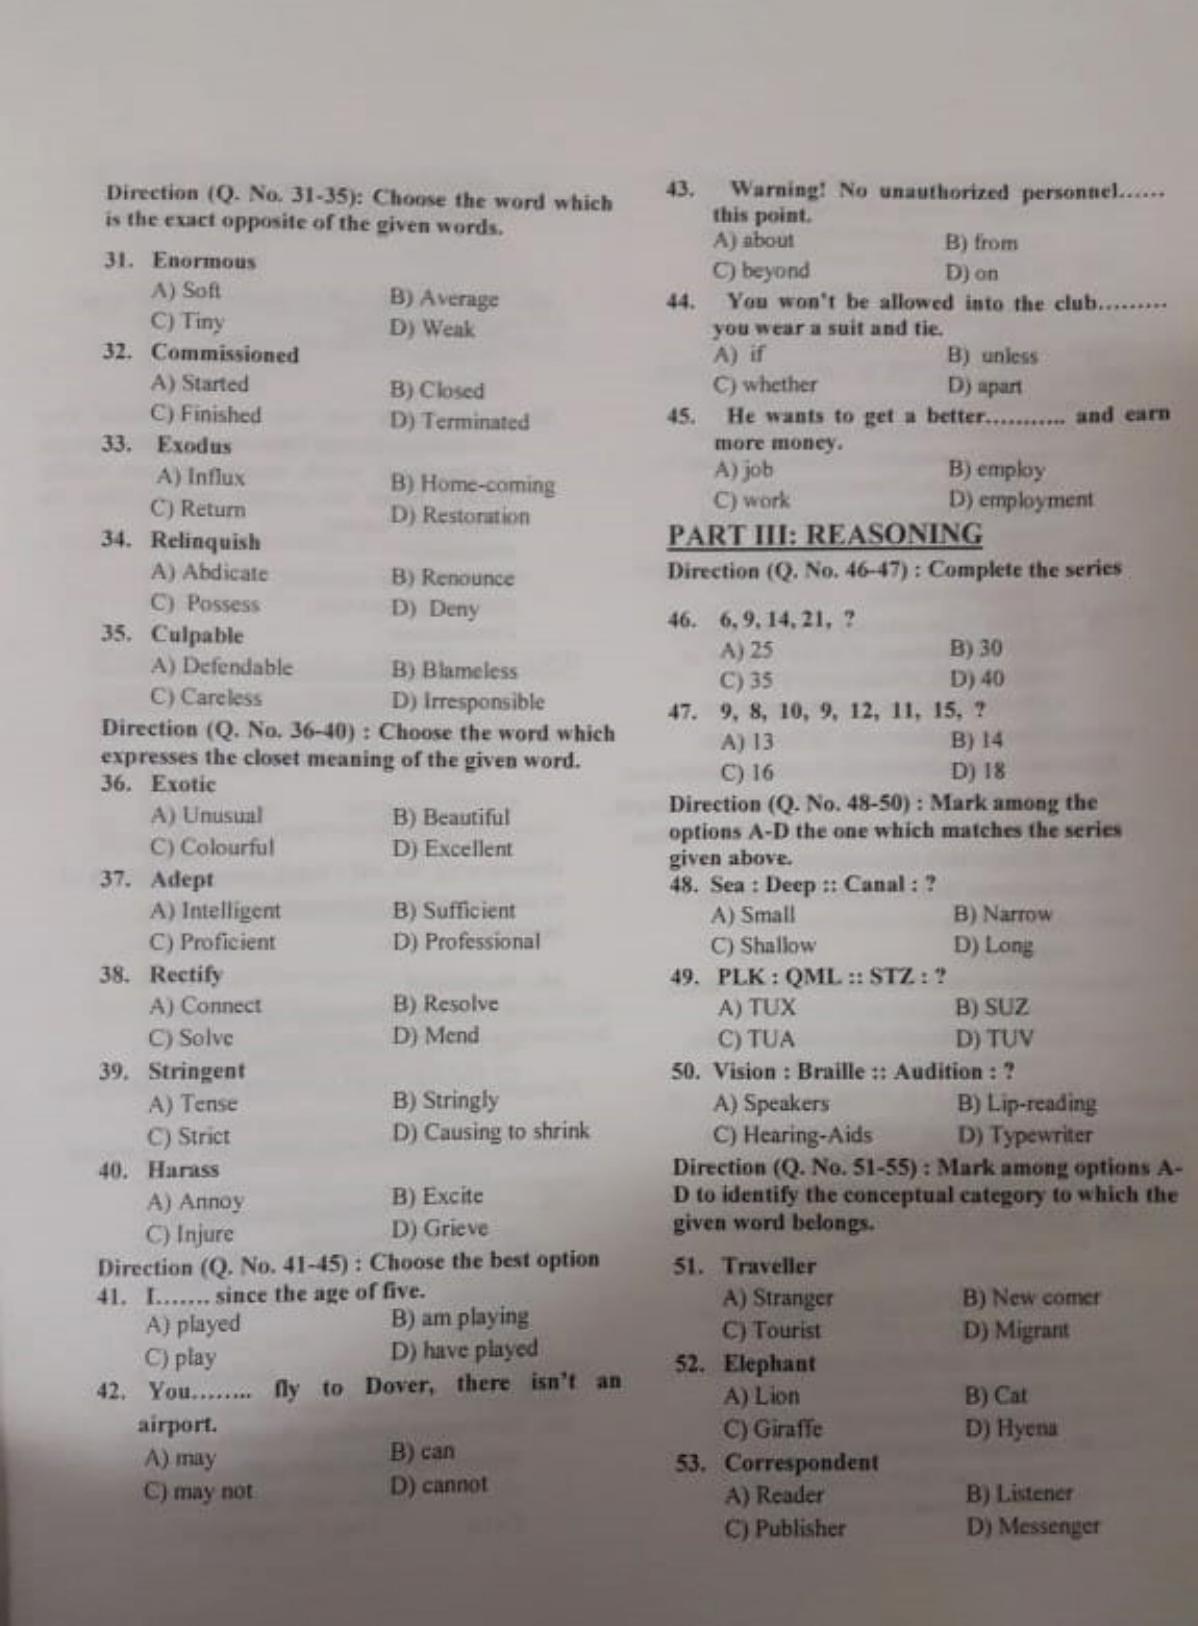 Direction (Q. No. 31-35): Choose the word which
is the exact opposite of the given words.
31. Enormous
A) Soft B) Average
C) Tiny D) Weak
32. Commissioned
A) Started B) Closed
C) Finished D) Terminated
33. Exodus
A) Influx B) Home-coming
C) Return D) Restoration
34. Relinquish
A) Abdicate B) Renounce
C) Possess D) Deny
35. Culpable
A) Defendable B) Blameless
C) Careless D) Irresponsible
Direction (Q. No. 36-40) : Choose the word which
expresses the closet meaning of the given word.
36. Exotic
A) Unusual B) Beautiful
C) Colourful D) Excellent
37. Adept
A) Intelligent B) Sufficient
C) Proficient D) Professional
38. Rectify
A) Connect B) Resolve
C) Solve D) Mend
39. Stringent
A) Tense B) Stringly
C) Strict D) Causing to shrink
40. Harass
A) Annoy B) Excite
C) Injure D) Grieve
Direction (Q. No. 41-45) : Choose the best option
41. I....... since the age of five.
A) played B) am playing
C) play D) have played
42. You........ fly to Dover, there isn't an
airport.
A) may B) can
C) may not D) cannot
43. Warning! No unauthorized personnel......
this point.
A) about B) from
C) beyond D) on
44. You won't be allowed into the club.........
you wear a suit and tie.
A) if B) unless
C) whether D) apart
45. He wants to get a better........... and earn
more money.
A) job B) employ
C) work D) employment
PART III: REASONING
Direction (Q. No. 46-47) : Complete the series
46. 6, 9, 14, 21, ?
A) 25 B) 30
C) 35 D) 40
47. 9, 8, 10, 9, 12, 11, 15, ?
A) 13 B) 14
C) 16 D) 18
Direction (Q. No. 48-50) : Mark among the
options A-D the one which matches the series
given above.
48. Sea : Deep :: Canal : ?
A) Small B) Narrow
C) Shallow D) Long
49. PLK : QML :: STZ : ?
A) TUX B) SUZ
C) TUA D) TUV
50. Vision : Braille :: Audition : ?
A) Speakers B) Lip-reading
C) Hearing-Aids D) Typewriter
Direction (Q. No. 51-55) : Mark among options A-
D to identify the conceptual category to which the
given word belongs.
51. Traveller
A) Stranger B) New comer
C) Tourist D) Migrant
52. Elephant
A) Lion B) Cat
C) Giraffe D) Hyena
53. Correspondent
A) Reader B) Listener
C) Publisher D) Messenger